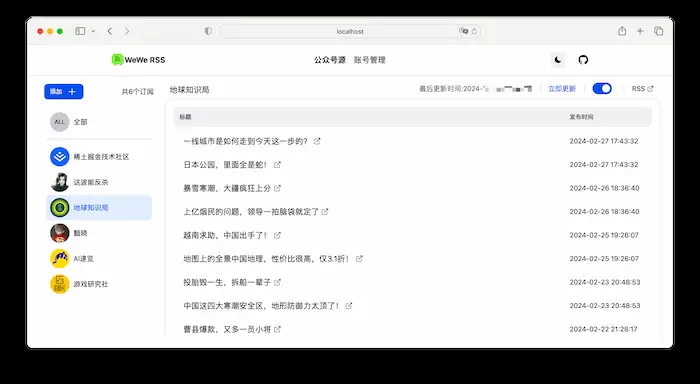 localhost
WeWe RSS
公众号源 账号管理
添加 +
共6个订阅
ALL 全部
稀土掘金技术社区
这波能反杀
地球知识局
甄晓
AI速览
游戏研究社
地球知识局
最后更新时间:2024-
立即更新
RSS
标题 发布时间
一线城市是如何走到今天这一步的? 2024-02-27 17:43:32
日本公园，里面全是蛇! 2024-02-27 17:43:32
暴雪寒潮，大疆疯狂上分 2024-02-26 18:36:40
上亿烟民的问题，领导一拍脑袋就定了 2024-02-26 18:36:40
越南求助，中国出手了! 2024-02-25 19:26:07
地图上的全景中国地理，性价比很高，仅3.1折! 2024-02-25 19:26:07
投胎毁一生，拆船一辈子 2024-02-23 20:48:53
中国这四大寒潮安全区，地形防御力太顶了! 2024-02-23 20:48:53
曹县爆款，又多一员小将 2024-02-22 21:28:17